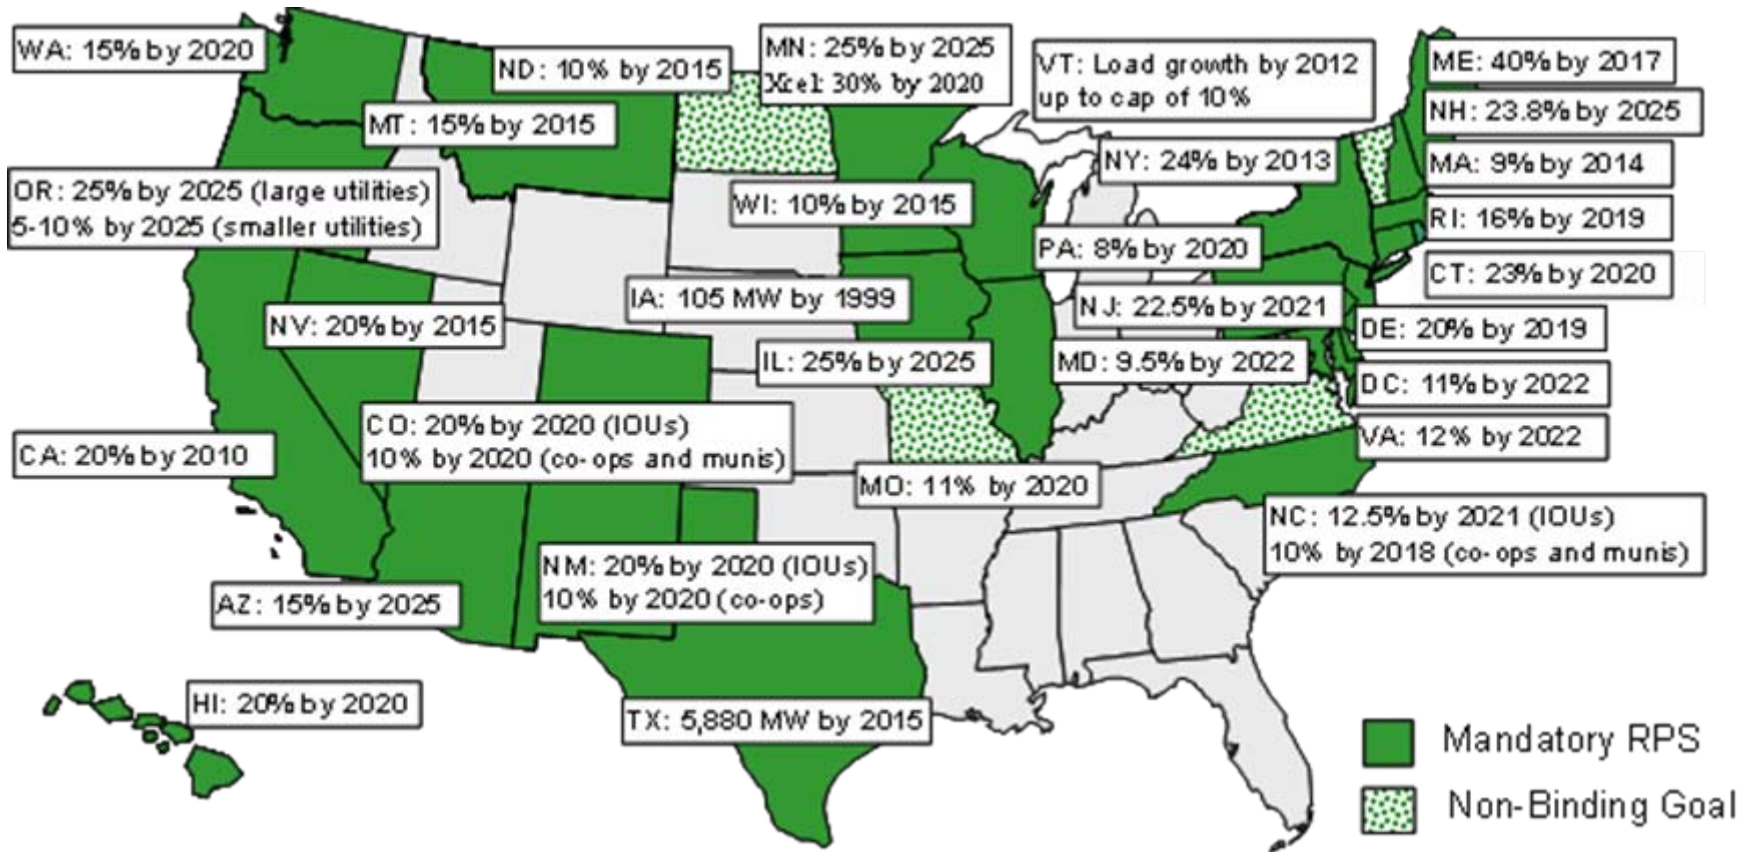 WA: 15% by 2020
ND: 10% by 2015
MN: 25% by 2025
Xcel: 30% by 2020
VT: Load growth by 2012
up to cap of 10%
ME: 40% by 2017
MT: 15% by 2015
NH: 23.8% by 2025
NY: 24% by 2013
MA: 9% by 2014
OR: 25% by 2025 (large utilities)
5-10% by 2025 (smaller utilities)
WI: 10% by 2015
RI: 16% by 2019
PA: 8% by 2020
CT: 23% by 2020
IA: 105 MW by 1999
NJ: 22.5% by 2021
NV: 20% by 2015
DE: 20% by 2019
IL: 25% by 2025
MD: 9.5% by 2022
DC: 11% by 2022
CO: 20% by 2020 (IOUs)
10% by 2020 (co-ops and munis)
VA: 12% by 2022
CA: 20% by 2010
MO: 11% by 2020
NC: 12.5% by 2021 (IOUs)
10% by 2018 (co-ops and munis)
NM: 20% by 2020 (IOUs)
10% by 2020 (co-ops)
AZ: 15% by 2025
HI: 20% by 2020
TX: 5,880 MW by 2015
Mandatory RPS
Non-Binding Goal